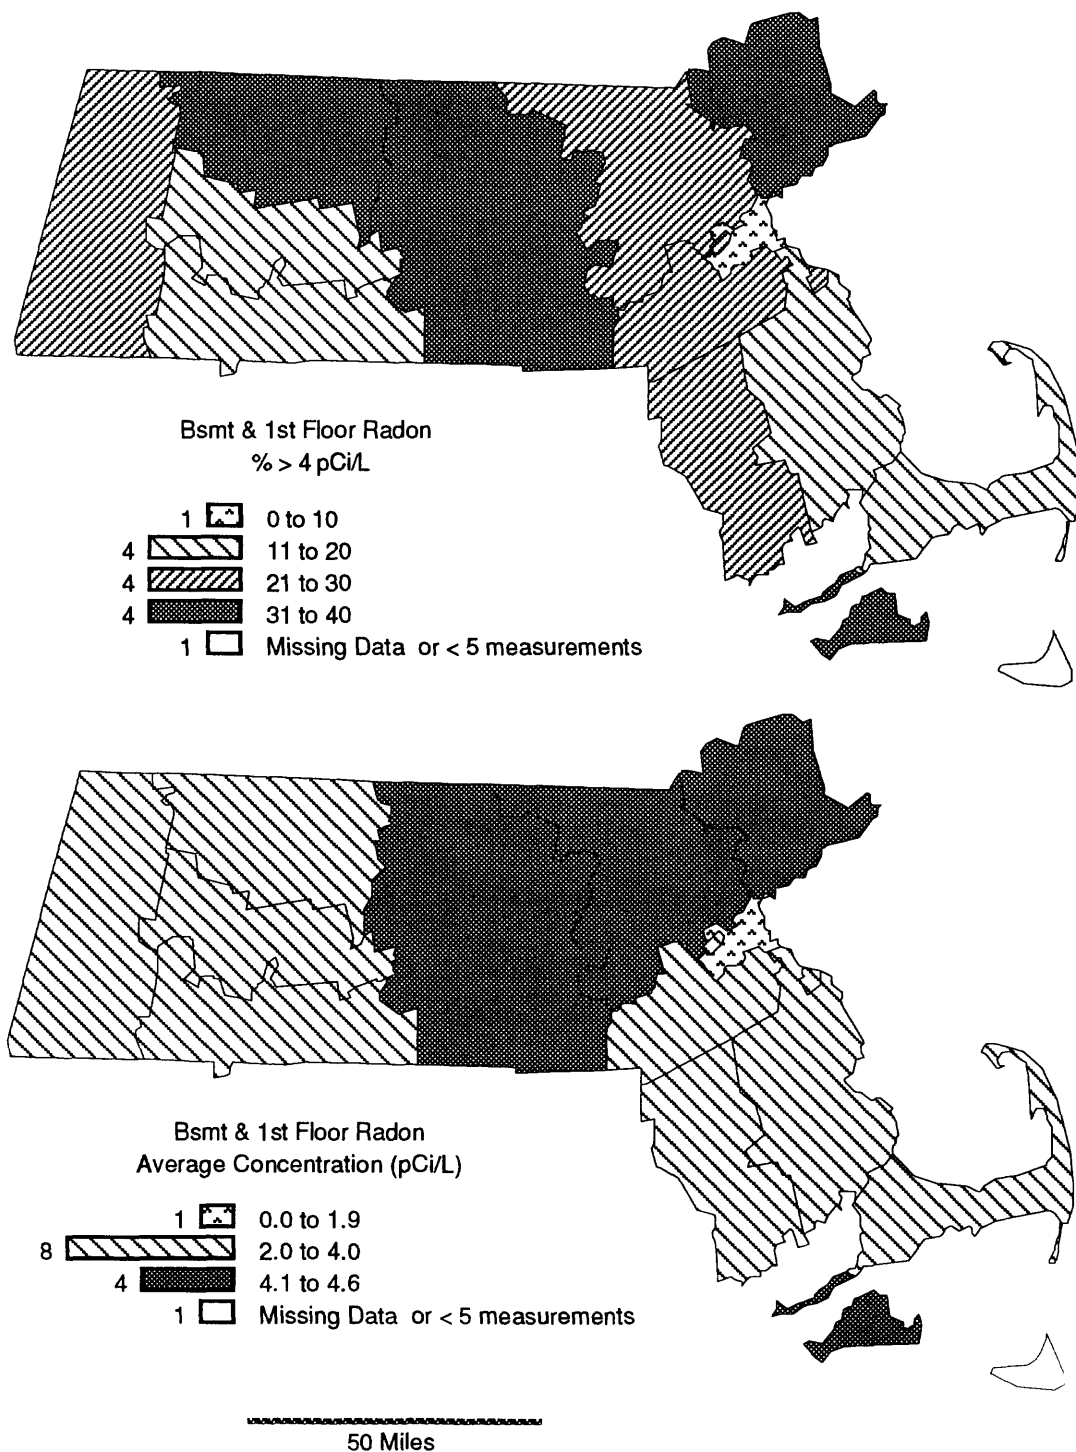 Bsmt & 1st Floor Radon
% > 4 pCi/L
1 0 to 10
4 11 to 20
4 21 to 30
4 31 to 40
1 Missing Data or < 5 measurements
Bsmt & 1st Floor Radon
Average Concentration (pCi/L)
1 0.0 to 1.9
8 2.0 to 4.0
4 4.1 to 4.6
1 Missing Data or < 5 measurements
50 Miles